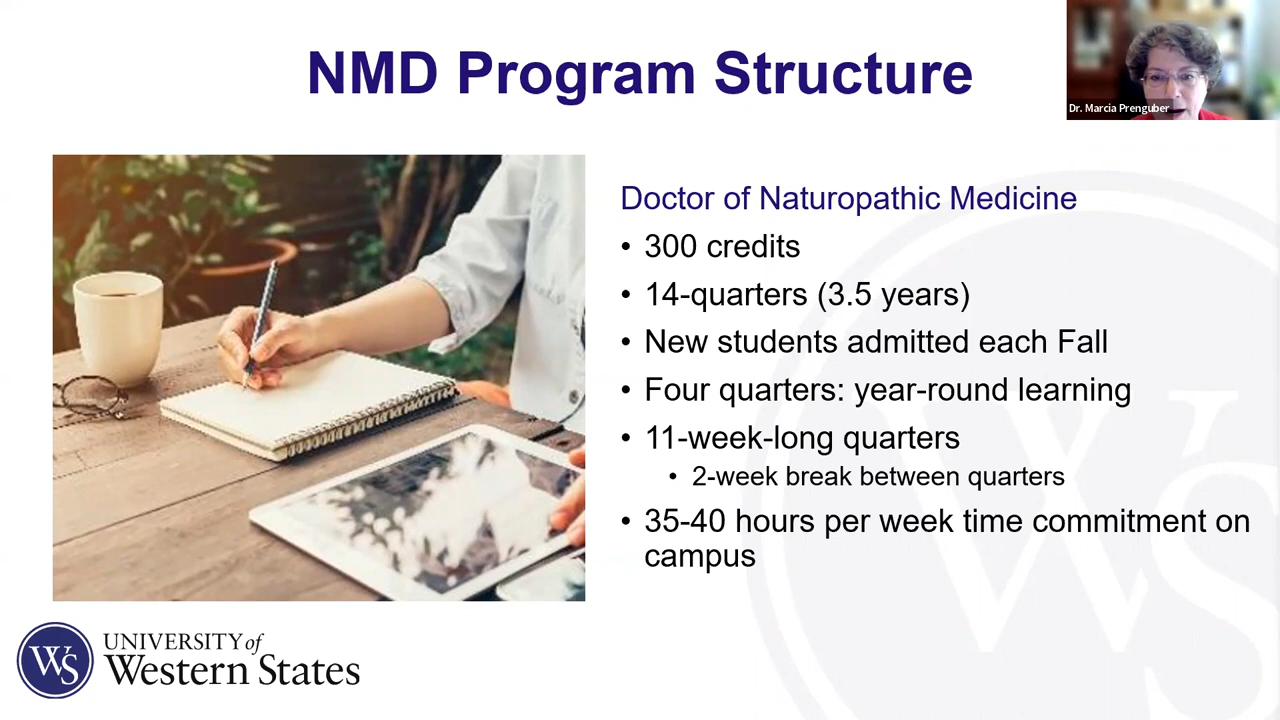 NMD Program Structure
Dr. Marcia Prenguber
Doctor of Naturopathic Medicine
• 300 credits
• 14-quarters (3.5 years)
• New students admitted each Fall
• Four quarters: year-round learning
• 11-week-long quarters
• 2-week break between quarters
• 35-40 hours per week time commitment on
campus
WS
UNIVERSITY of
Western States
WS